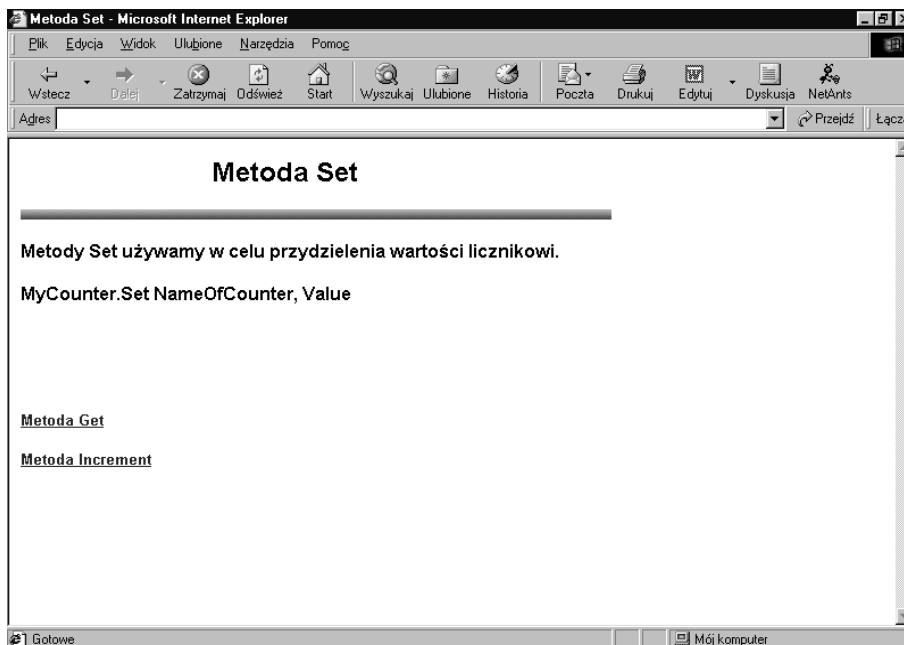 Metoda Set - Microsoft Internet Explorer
Plik Edycja Widok Ulubione Narzędzia Pomoc
Wstecz Dalej Zatrzymaj Odśwież Start Wyszukaj Ulubione Historia Poczta Drukuj Edytuj Dyskusja NetAnts
Adres Przejdź Łącz
Metoda Set
Metody Set używamy w celu przydzielenia wartości licznikowi.
MyCounter.Set NameOfCounter, Value
Metoda Get
Metoda Increment
Gotowe Mój komputer